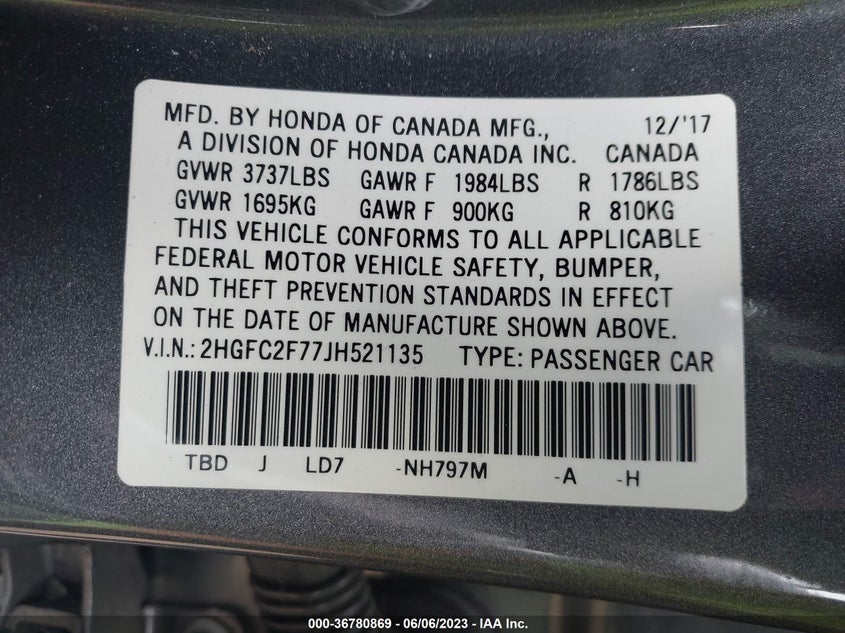 MFD. BY HONDA OF CANADA MFG., 12/'17
A DIVISION OF HONDA CANADA INC. CANADA
GVWR 3737LBS GAWR F 1984LBS R 1786LBS
GVWR 1695KG GAWR F 900KG R 810KG
THIS VEHICLE CONFORMS TO ALL APPLICABLE
FEDERAL MOTOR VEHICLE SAFETY, BUMPER,
AND THEFT PREVENTION STANDARDS IN EFFECT
ON THE DATE OF MANUFACTURE SHOWN ABOVE.
V.I.N.: 2HGFC2F77JH521135 TYPE: PASSENGER CAR
TBD J LD7 -NH797M -A -H
000-36780869 - 06/06/2023 - IAA Inc.